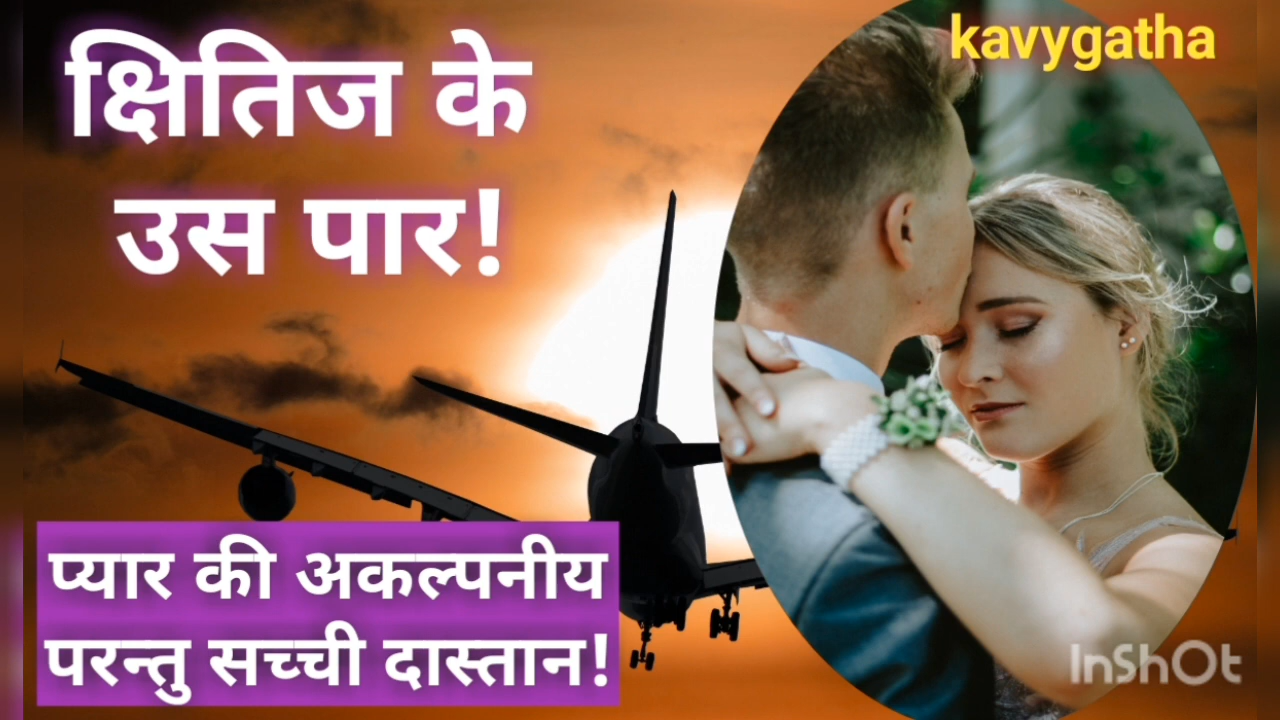 kavygatha
क्षितिज के
उस पार!
प्यार की अकल्पनीय
परन्तु सच्ची दास्तान!
InShOt